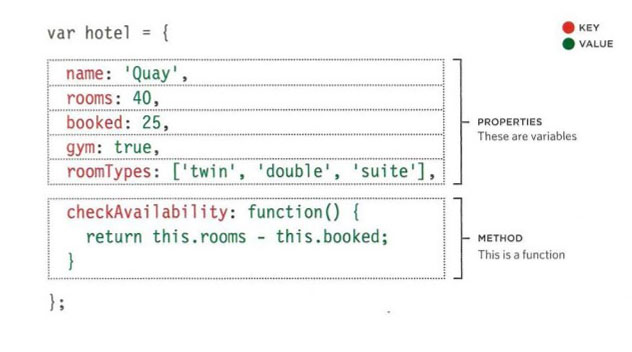 var hotel = {
KEY
VALUE
name: 'Quay',
rooms: 40,
booked: 25,
gym: true,
roomTypes: ['twin', 'double', 'suite'],
PROPERTIES
These are variables
checkAvailability: function() {
return this.rooms - this.booked;
}
METHOD
This is a function
};